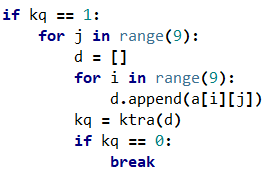 if kq == 1:
    for j in range(9):
        d = []
        for i in range(9):
            d.append(a[i][j])
        kq = ktra(d)
        if kq == 0:
            break